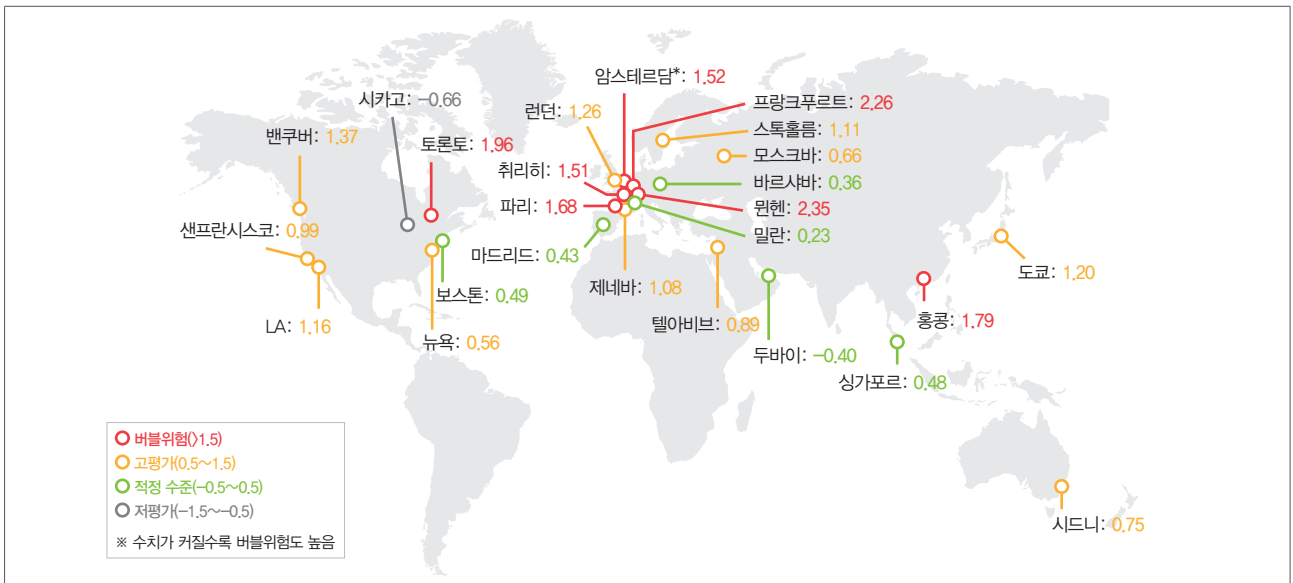 암스테르담*: 1.52
시카고: -0.66
런던: 1.26
프랑크푸르트: 2.26
밴쿠버: 1.37
토론토: 1.96
스톡홀름: 1.11
모스크바: 0.66
취리히: 1.51
바르샤바: 0.36
파리: 1.68
뮌헨: 2.35
샌프란시스코: 0.99
밀란: 0.23
마드리드: 0.43
도쿄: 1.20
보스톤: 0.49
제네바: 1.08
LA: 1.16
텔아비브: 0.89
홍콩: 1.79
뉴욕: 0.56
두바이: -0.40
싱가포르: 0.48
버블위험(>1.5)
고평가(0.5~1.5)
적정 수준(-0.5~0.5)
저평가(-1.5~-0.5)
※ 수치가 커질수록 버블위험도 높음
시드니: 0.75